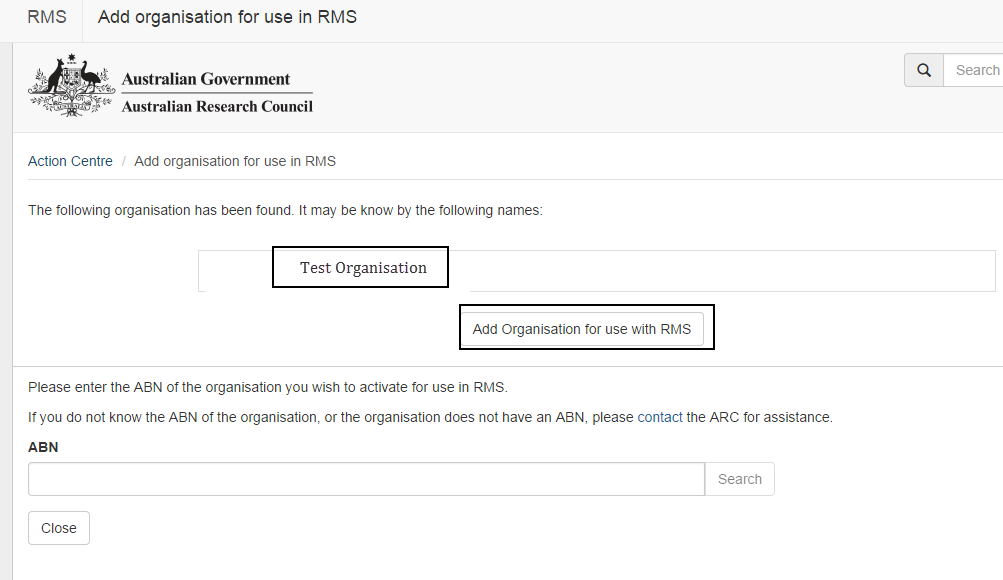 RMS Add organisation for use in RMS
Australian Government
Australian Research Council
Search
Action Centre / Add organisation for use in RMS
The following organisation has been found. It may be know by the following names:
Test Organisation
Add Organisation for use with RMS
Please enter the ABN of the organisation you wish to activate for use in RMS.
If you do not know the ABN of the organisation, or the organisation does not have an ABN, please contact the ARC for assistance.
ABN
Search
Close